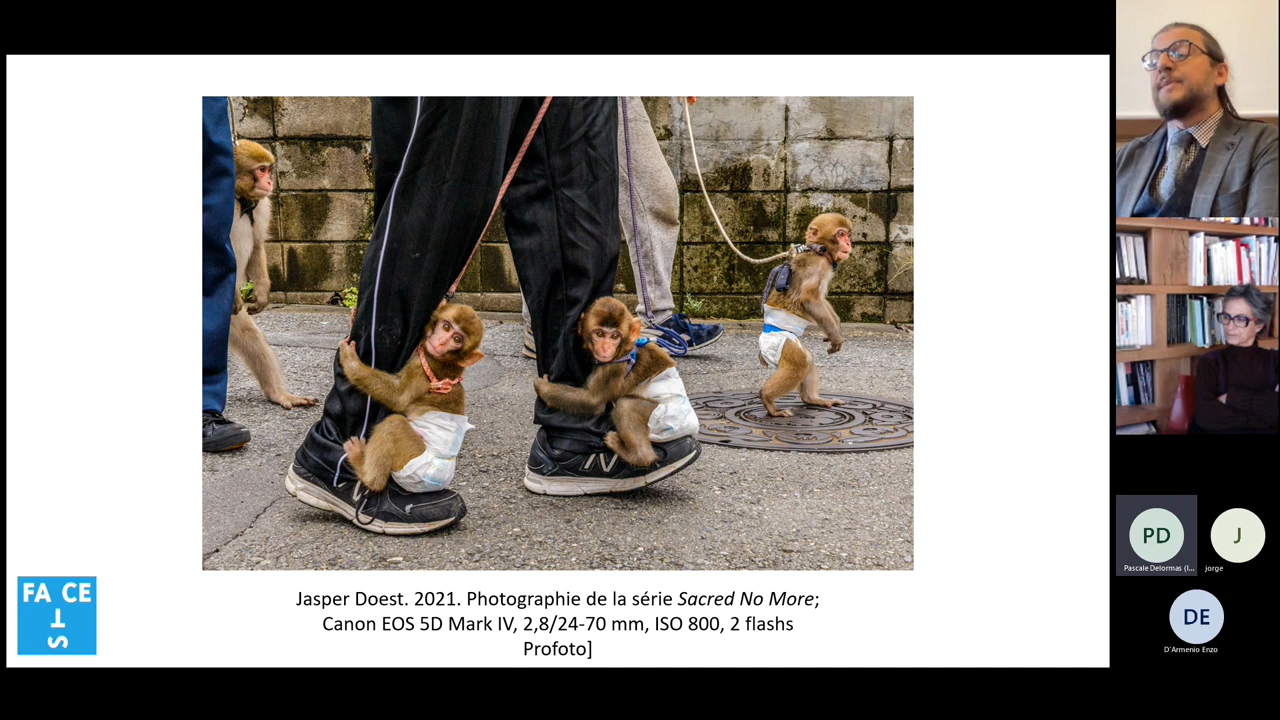 FA CE
T
S
Jasper Doest. 2021. Photographie de la série Sacred No More;
Canon EOS 5D Mark IV, 2,8/24-70 mm, ISO 800, 2 flashs
Profoto]
PD
J
Pascale Delormas (I...
jorge
DE
D'Armenio Enzo